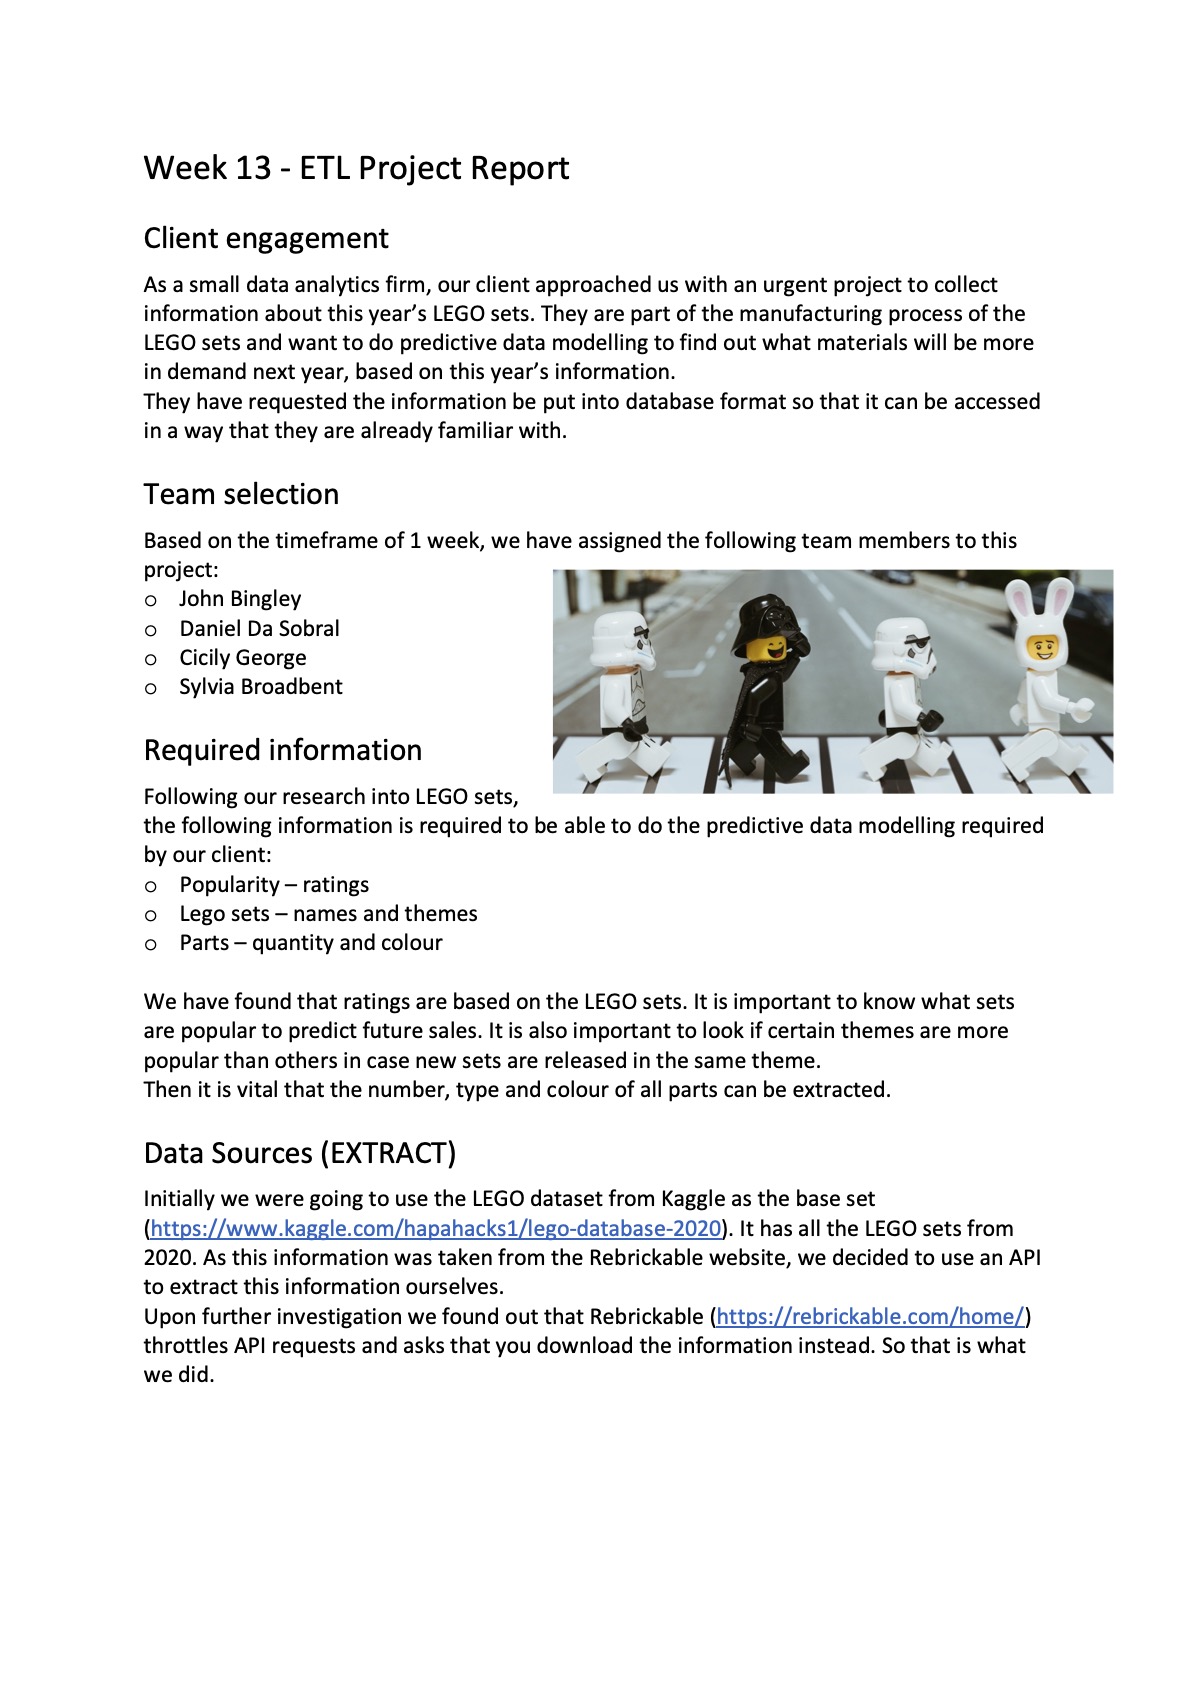 Week 13 - ETL Project Report
Client engagement
As a small data analytics firm, our client approached us with an urgent project to collect
information about this year’s LEGO sets. They are part of the manufacturing process of the
LEGO sets and want to do predictive data modelling to find out what materials will be more
in demand next year, based on this year’s information.
They have requested the information be put into database format so that it can be accessed
in a way that they are already familiar with.
Team selection
Based on the timeframe of 1 week, we have assigned the following team members to this
project:
o John Bingley
o Daniel Da Sobral
o Cicily George
o Sylvia Broadbent
Required information
Following our research into LEGO sets,
the following information is required to be able to do the predictive data modelling required
by our client:
o Popularity – ratings
o Lego sets – names and themes
o Parts – quantity and colour
We have found that ratings are based on the LEGO sets. It is important to know what sets
are popular to predict future sales. It is also important to look if certain themes are more
popular than others in case new sets are released in the same theme.
Then it is vital that the number, type and colour of all parts can be extracted.
Data Sources (EXTRACT)
Initially we were going to use the LEGO dataset from Kaggle as the base set
(https://www.kaggle.com/hapahacks1/lego-database-2020). It has all the LEGO sets from
2020. As this information was taken from the Rebrickable website, we decided to use an API
to extract this information ourselves.
Upon further investigation we found out that Rebrickable (https://rebrickable.com/home/)
throttles API requests and asks that you download the information instead. So that is what
we did.